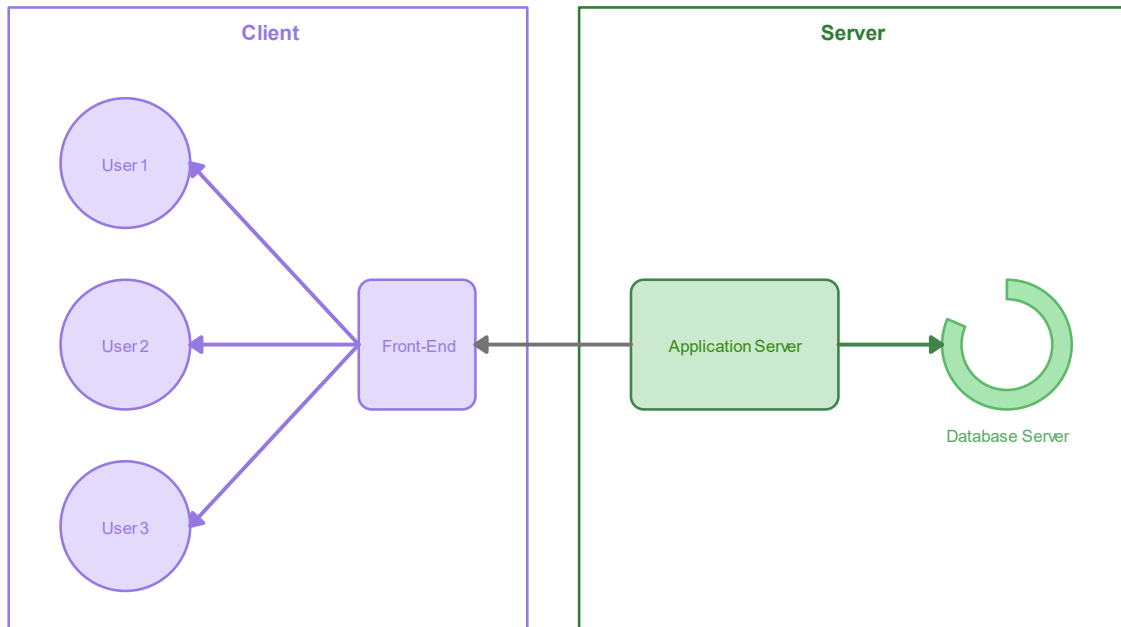 Client
Server
User 1
User 2
Front-End
Application Server
Database Server
User 3